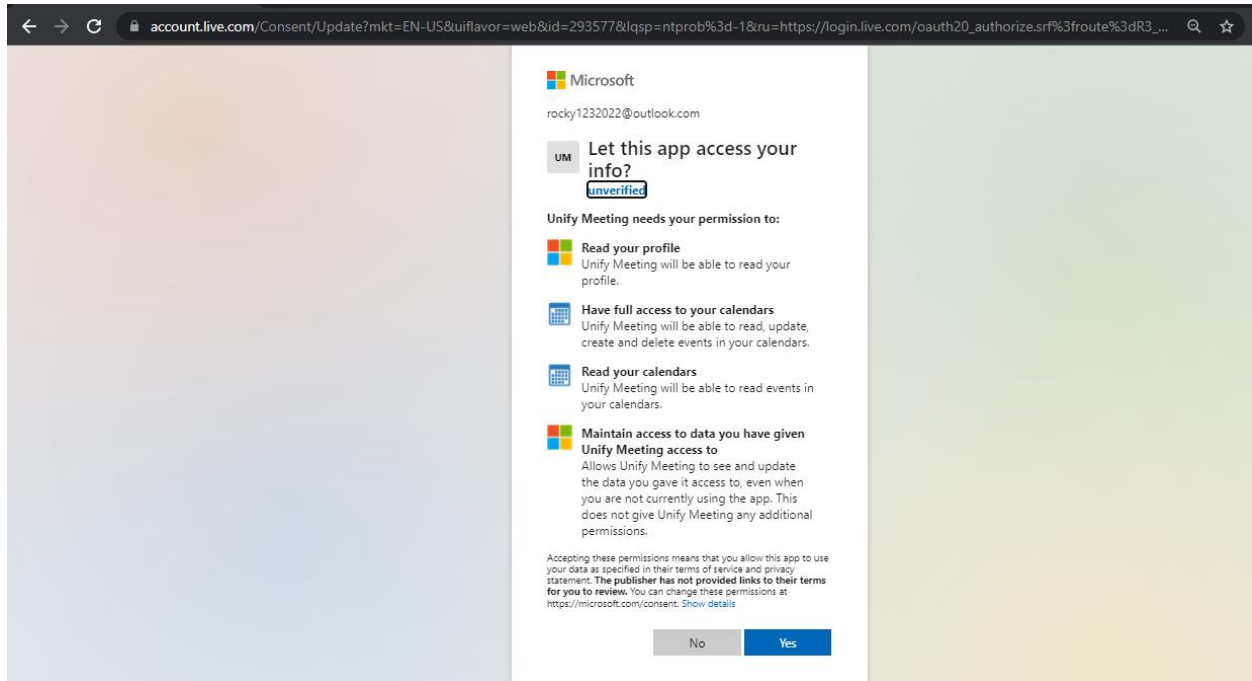 account.live.com/Consent/Update?mkt=EN-US&uiflavor=web&id=293577&lqsp=ntprob%3d-1&ru=https://login.live.com/oauth20_authorize.srf%3froute%3dR3_...
Microsoft
rocky1232022@outlook.com
UM
Let this app access your
info?
unverified
Unify Meeting needs your permission to:
Read your profile
Unify Meeting will be able to read your
profile.
Have full access to your calendars
Unify Meeting will be able to read, update,
create and delete events in your calendars.
Read your calendars
Unify Meeting will be able to read events in
your calendars.
Maintain access to data you have given
Unify Meeting access to
Allows Unify Meeting to see and update
the data you gave it access to, even when
you are not currently using the app. This
does not give Unify Meeting any additional
permissions.
Accepting these permissions means that you allow this app to use
your data as specified in their terms of service and privacy
statement. The publisher has not provided links to their terms
for you to review. You can change these permissions at
https://microsoft.com/consent. Show details
No
Yes